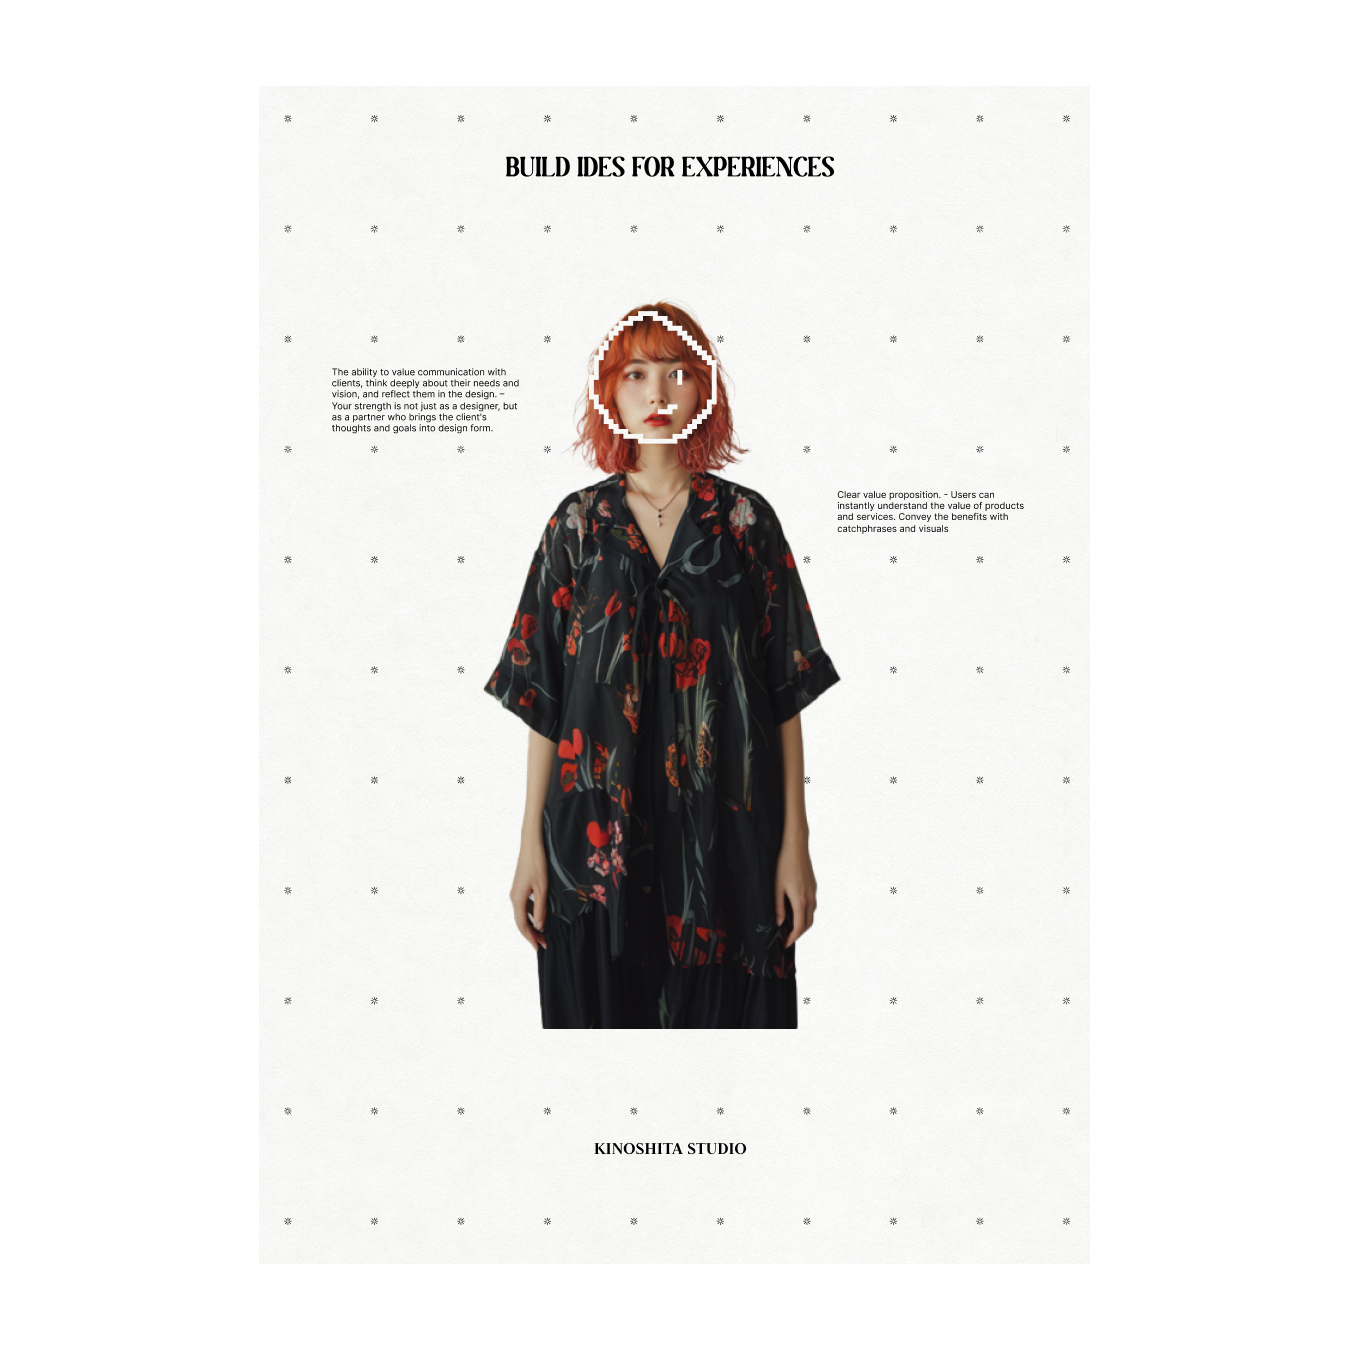 BUILD IDES FOR EXPERIENCES
The ability to value communication with
clients, think deeply about their needs and
vision, and reflect them in the design. –
Your strength is not just as a designer, but
as a partner who brings the client's
thoughts and goals into design form.
Clear value proposition. - Users can
instantly understand the value of products
and services. Convey the benefits with
catchphrases and visuals
KINOSHITA STUDIO